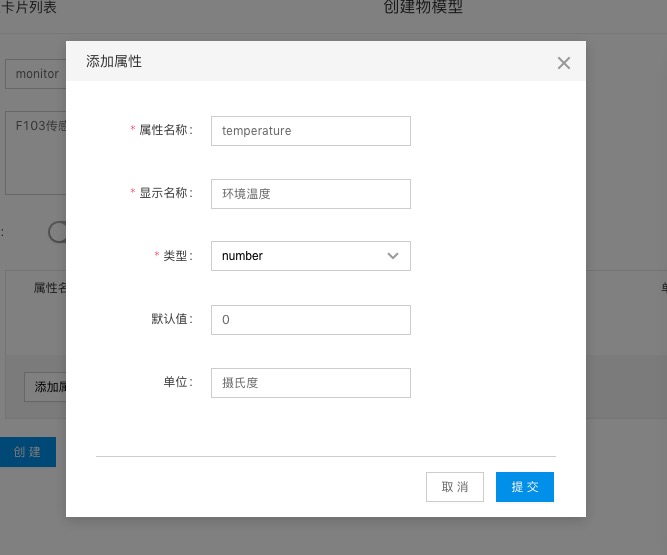 卡片列表
创建物模型
添加属性
monitor
* 属性名称：
temperature
F103传感
* 显示名称：
环境温度
:
* 类型：
number
属性名
默认值：
0
单位：
摄氏度
添加属
创 建
取 消
提 交